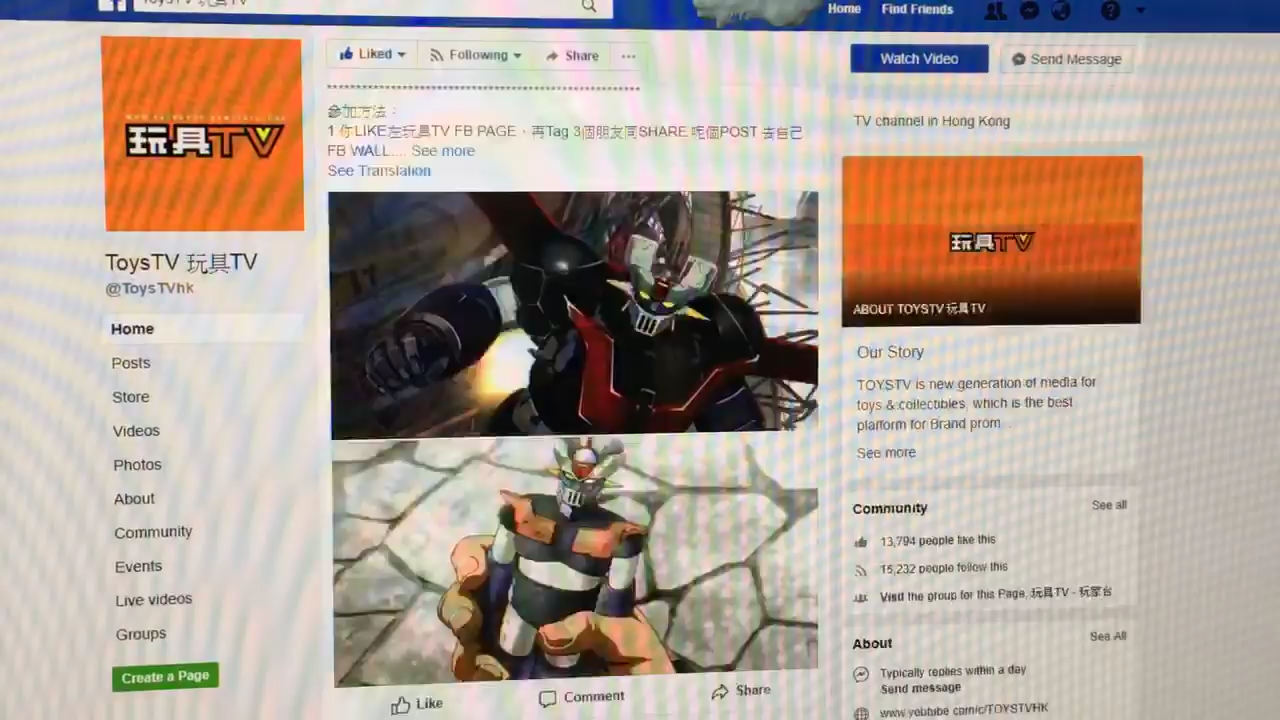 ToysTV 玩具TV
Home
Find Friends
玩具TV
Liked
Following
Share
Watch Video
Send Message
參加方法：
1 你LIKE左玩具TV FB PAGE，再Tag 3個朋友同SHARE 呢個POST 去自己
FB WALL.... See more
See Translation
TV channel in Hong Kong
玩具TV
ABOUT TOYSTV 玩具TV
ToysTV 玩具TV
@ToysTVhk
Home
Posts
Store
Videos
Photos
About
Community
Events
Live videos
Groups
Create a Page
Our Story
TOYSTV is new generation of media for
toys & collectibles, which is the best
platform for Brand prom...
See more
Community
See all
13,794 people like this
15,232 people follow this
Visit the group for this Page, 玩具TV - 玩家台
About
See All
Typically replies within a day
Send message
www.youtube.com/c/TOYSTVHK
Like
Comment
Share